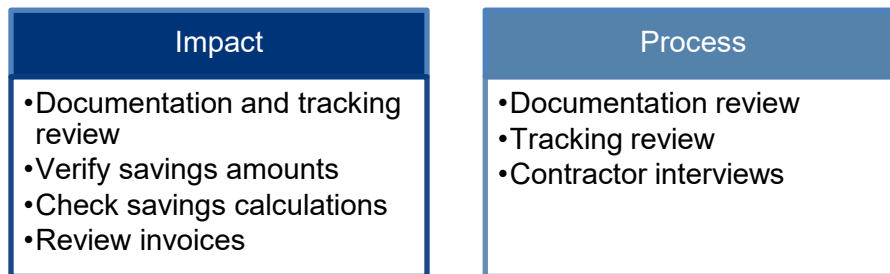 Impact
•Documentation and tracking
review
•Verify savings amounts
•Check savings calculations
•Review invoices
Process
•Documentation review
•Tracking review
•Contractor interviews